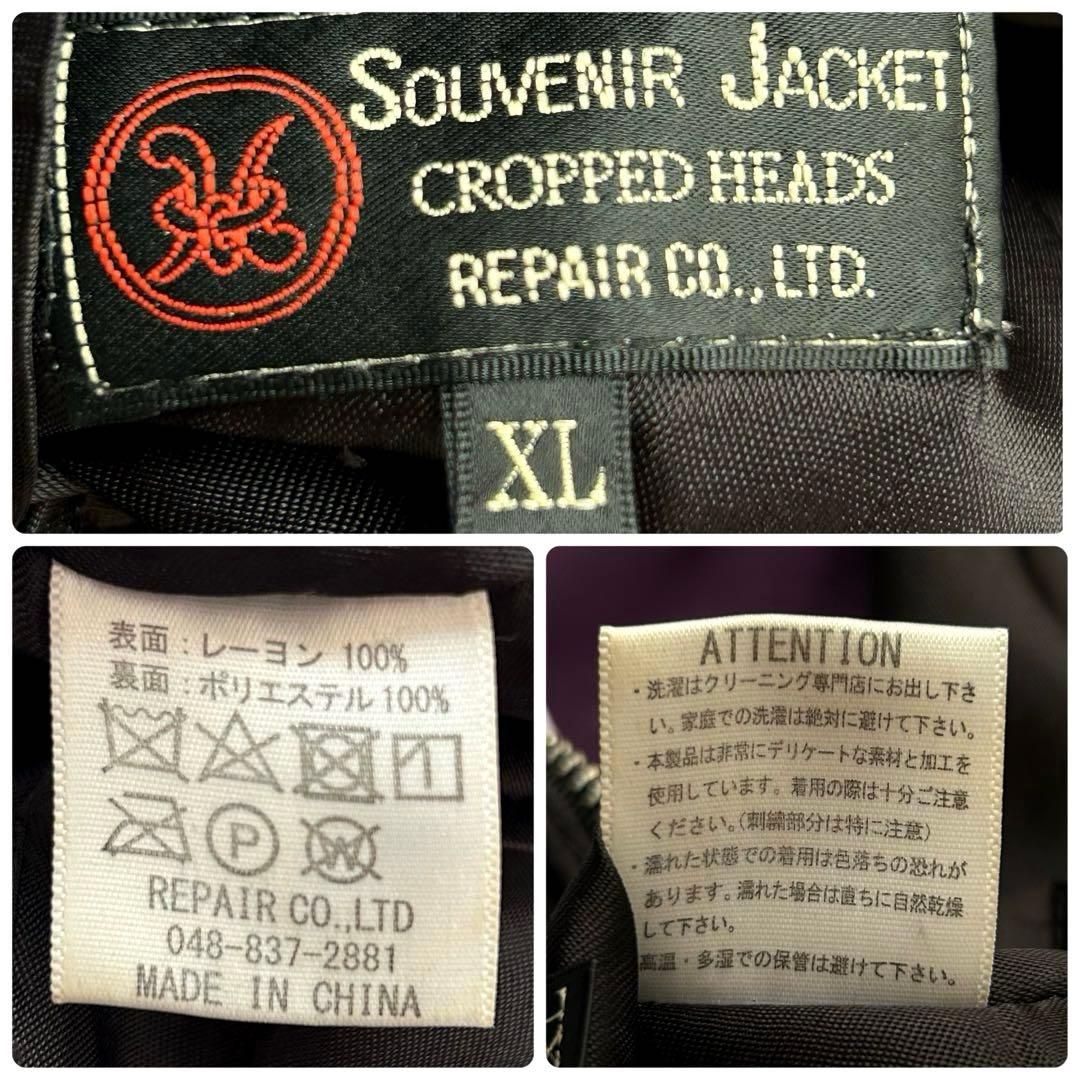 SOUVENIR JACKET
CROPPED HEADS
REPAIR CO., LTD.
XL
表面：レーヨン 100%
裏面：ポリエステル100%
P
W
REPAIR CO.,LTD
048-837-2881
MADE IN CHINA
ATTENTION
・洗濯はクリーニング専門店にお出し下さ
い。家庭での洗濯は絶対に避けて下さい。
・本製品は非常にデリケートな素材と加工を
使用しています。着用の際は十分ご注意
ください。（刺繍部分は特に注意）
・濡れた状態での着用は色落ちの恐れが
あります。濡れた場合は直ちに自然乾燥
して下さい。
高温・多湿での保管は避けて下さい。